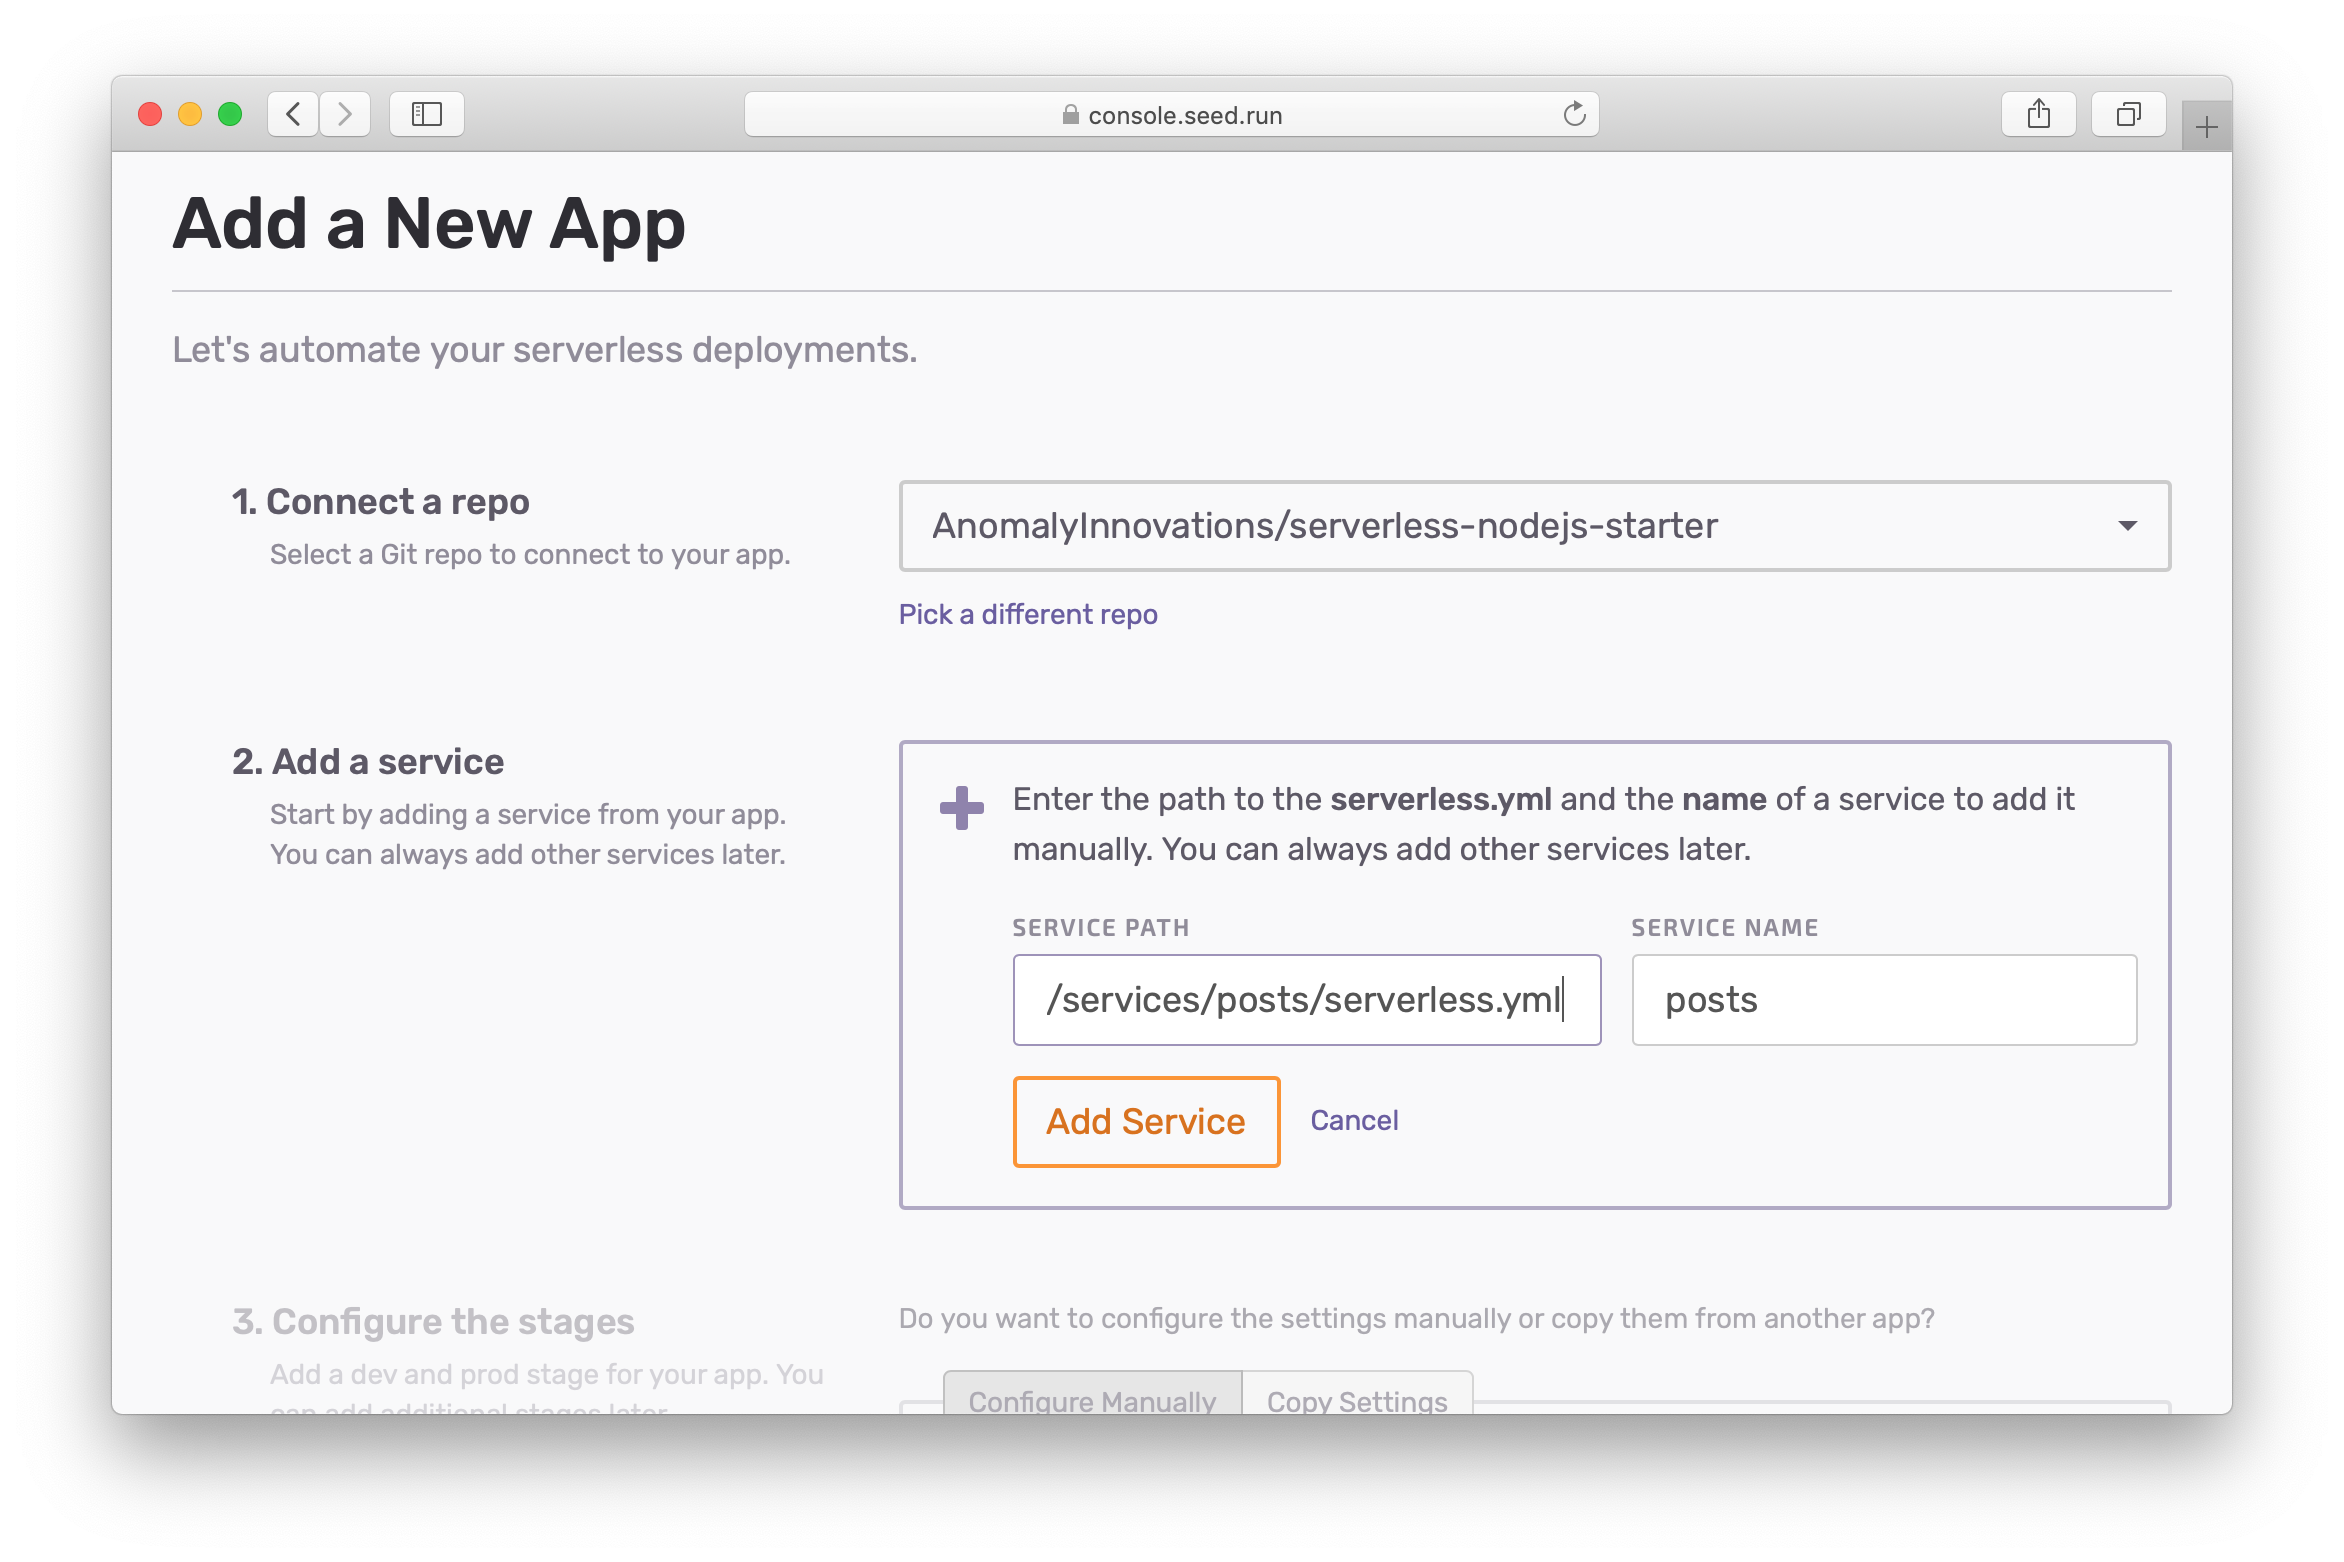 console.seed.run
Add a New App
Let's automate your serverless deployments.
1. Connect a repo
Select a Git repo to connect to your app.
AnomalyInnovations/serverless-nodejs-starter
Pick a different repo
2. Add a service
Start by adding a service from your app.
You can always add other services later.
Enter the path to the serverless.yml and the name of a service to add it
manually. You can always add other services later.
SERVICE PATH
SERVICE NAME
/services/posts/serverless.yml
posts
Add Service
Cancel
3. Configure the stages
Add a dev and prod stage for your app. You
can add additional stages later.
Do you want to configure the settings manually or copy them from another app?
Configure Manually
Copy Settings